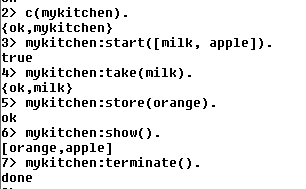 2> c(mykitchen).
{ok,mykitchen}
3> mykitchen:start([milk, apple]).
true
4> mykitchen:take(milk).
{ok,milk}
5> mykitchen:store(orange).
ok
6> mykitchen:show().
[orange,apple]
7> mykitchen:terminate().
done